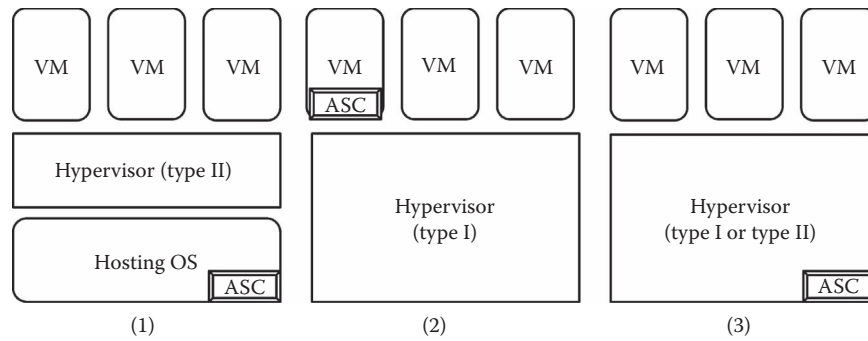 VM VM VM VM VM VM VM VM VM
ASC
Hypervisor (type II)
Hypervisor
(type I)
Hypervisor
(type I or type II)
Hosting OS
ASC
ASC
(1) (2) (3)